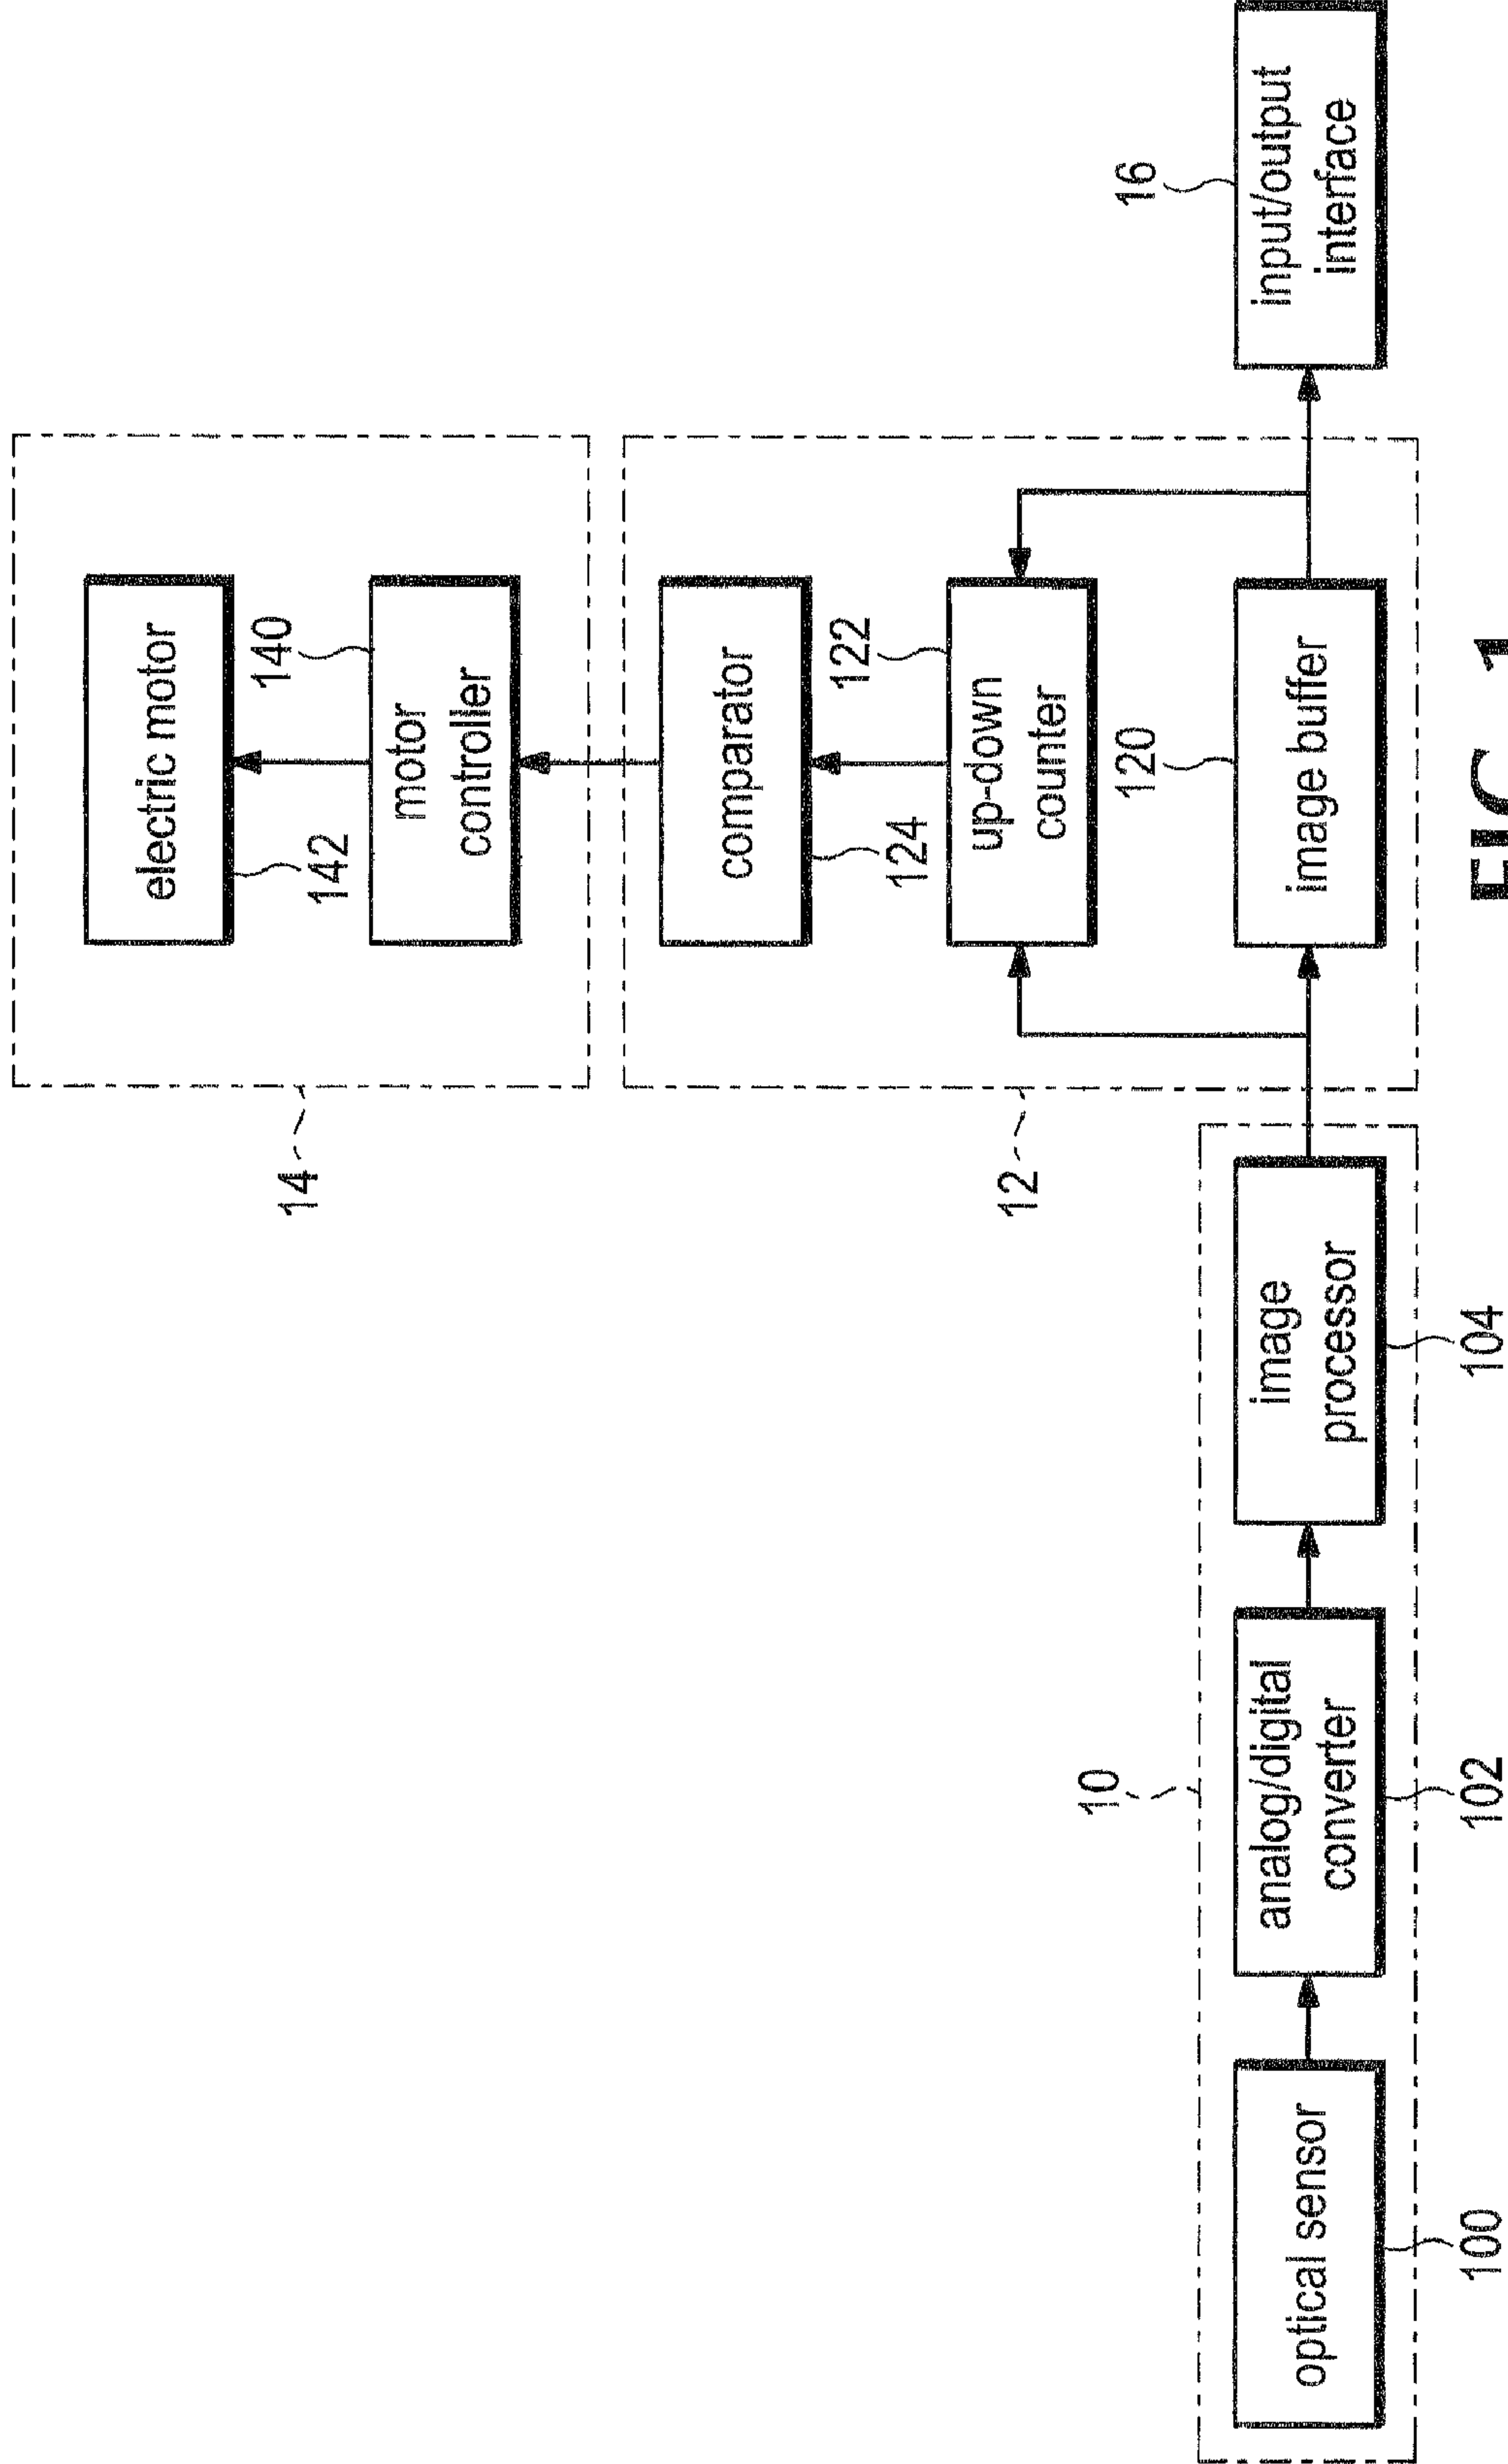 electric motor
142
140
motor
controller
14
comparator
124
122
up-down
counter
12
120
image buffer
16
input/output
interface
10
optical sensor
100
analog/digital
converter
102
image
processor
104
FIG. 1